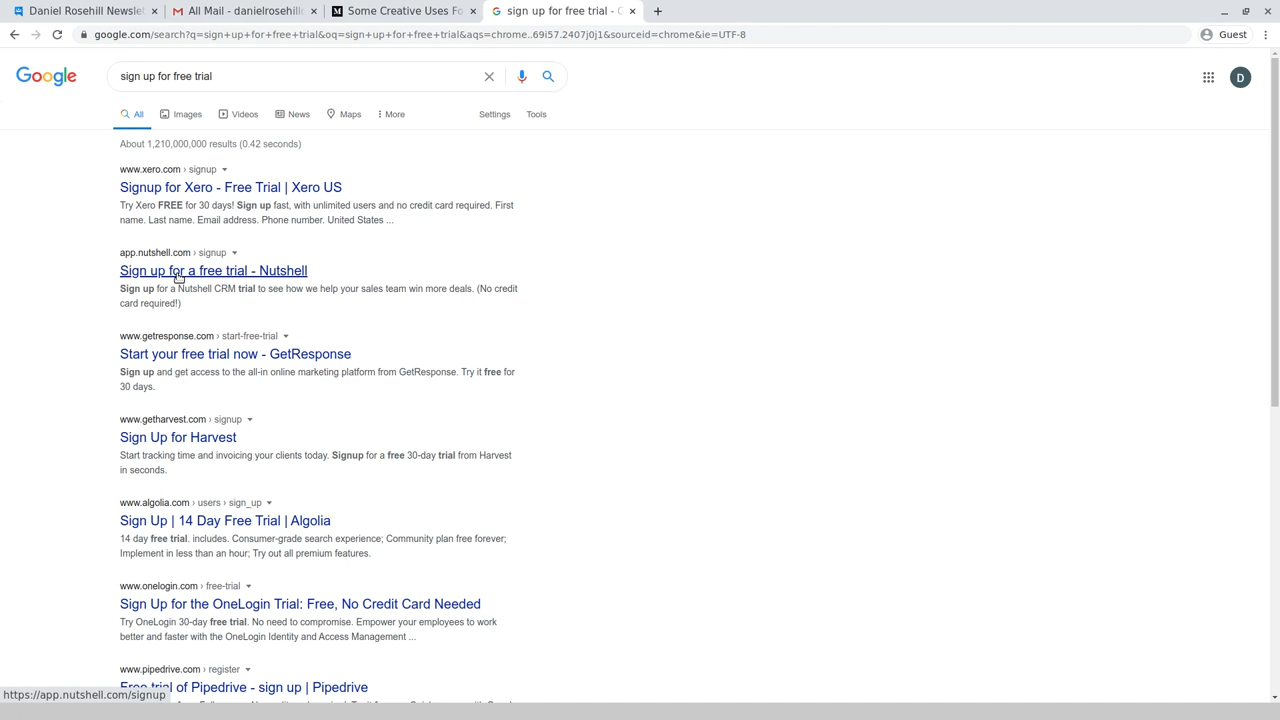 Daniel Rosehill Newslet
All Mail - danielrosehill
Some Creative Uses Fo
sign up for free trial - G
google.com/search?q=sign+up+for+free+trial&oq=sign+up+for+free+trial&aqs=chrome..69i57.2407j0j1&sourceid=chrome&ie=UTF-8
Guest
Google
sign up for free trial
D
All
Images
Videos
News
Maps
More
Settings
Tools
About 1,210,000,000 results (0.42 seconds)
www.xero.com › signup
Signup for Xero - Free Trial | Xero US
Try Xero FREE for 30 days! Sign up fast, with unlimited users and no credit card required. First
name. Last name. Email address. Phone number. United States ...
app.nutshell.com › signup
Sign up for a free trial - Nutshell
Sign up for a Nutshell CRM trial to see how we help your sales team win more deals. (No credit
card required!)
www.getresponse.com › start-free-trial
Start your free trial now - GetResponse
Sign up and get access to the all-in online marketing platform from GetResponse. Try it free for
30 days.
www.getharvest.com › signup
Sign Up for Harvest
Start tracking time and invoicing your clients today. Signup for a free 30-day trial from Harvest
in seconds.
www.algolia.com › users › sign_up
Sign Up | 14 Day Free Trial | Algolia
14 day free trial. includes. Consumer-grade search experience; Community plan free forever;
Implement in less than an hour; Try out all premium features.
www.onelogin.com › free-trial
Sign Up for the OneLogin Trial: Free, No Credit Card Needed
Try OneLogin 30-day free trial. No need to compromise. Empower your employees to work
better and faster with the OneLogin Identity and Access Management ...
www.pipedrive.com › register
Free trial of Pipedrive - sign up | Pipedrive
https://app.nutshell.com/signup